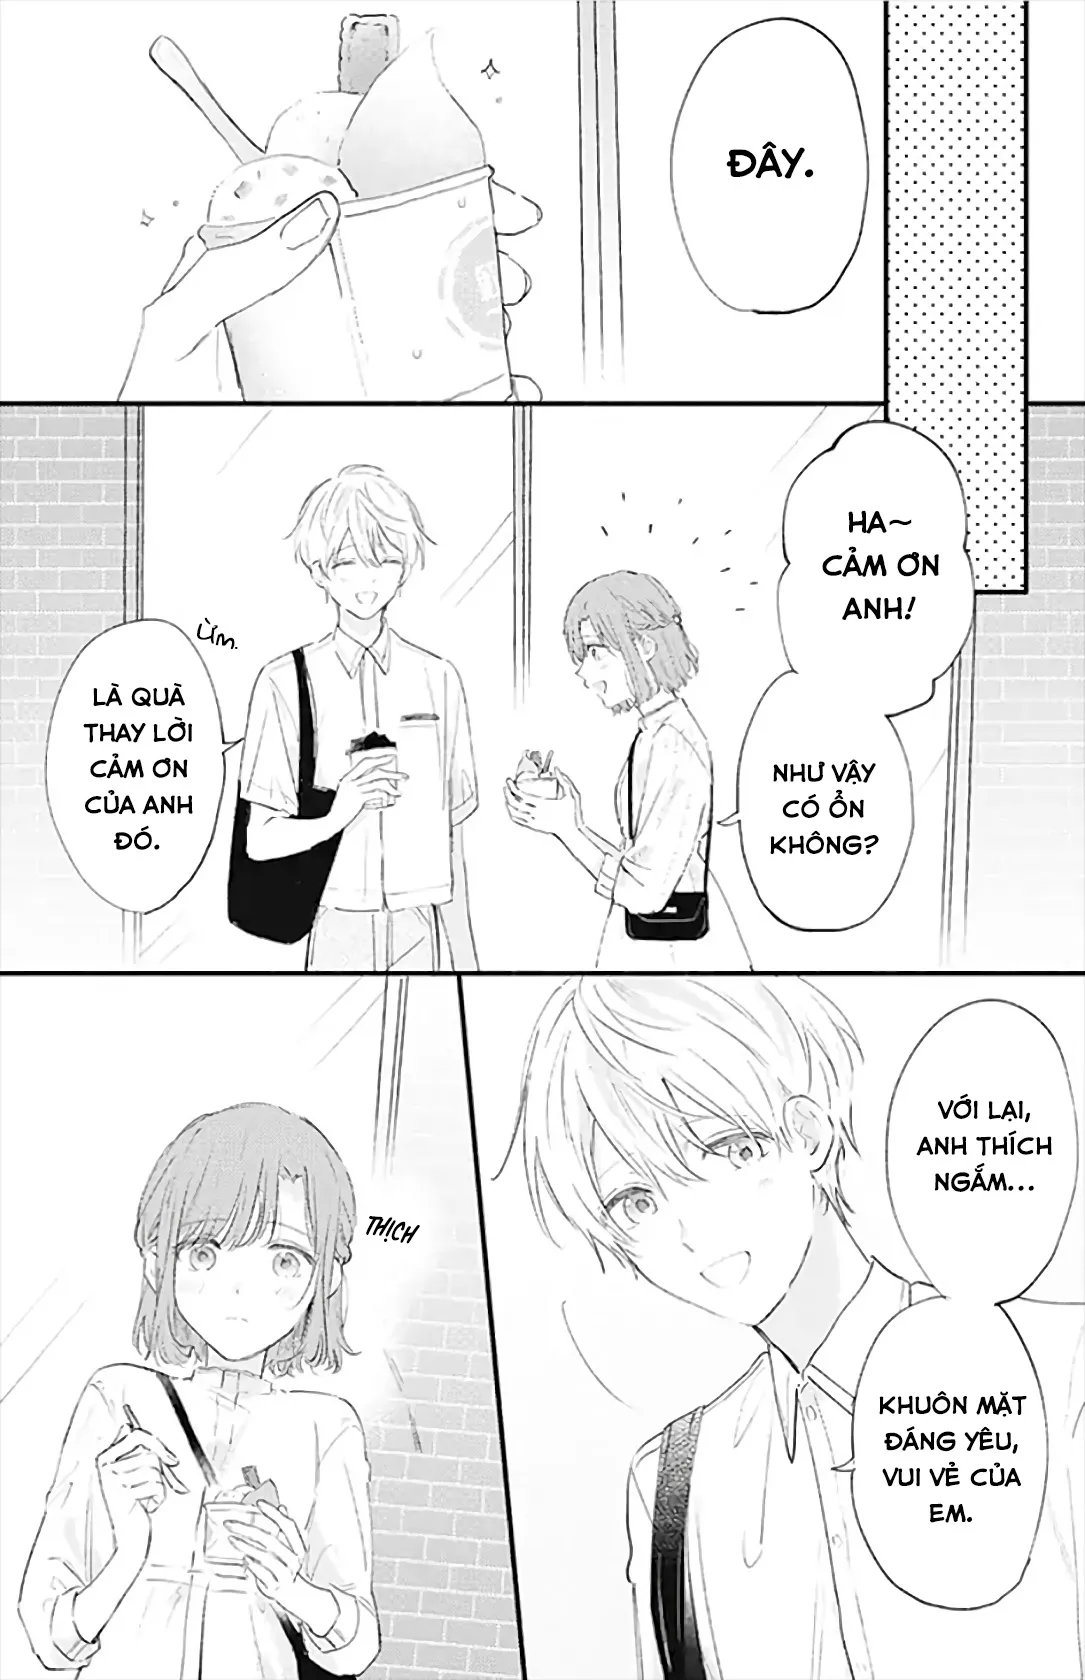 ĐÂY.
HA~
CẢM ƠN
ANH!
NHƯ VẬY
CÓ ỔN
KHÔNG?
ỪM.
LÀ QUÀ
THAY LỜI
CẢM ƠN
CỦA ANH
ĐÓ.
VỚI LẠI,
ANH THÍCH
NGẮM...
KHUÔN MẶT
ĐÁNG YÊU,
VUI VẺ CỦA
EM.
THỊCH